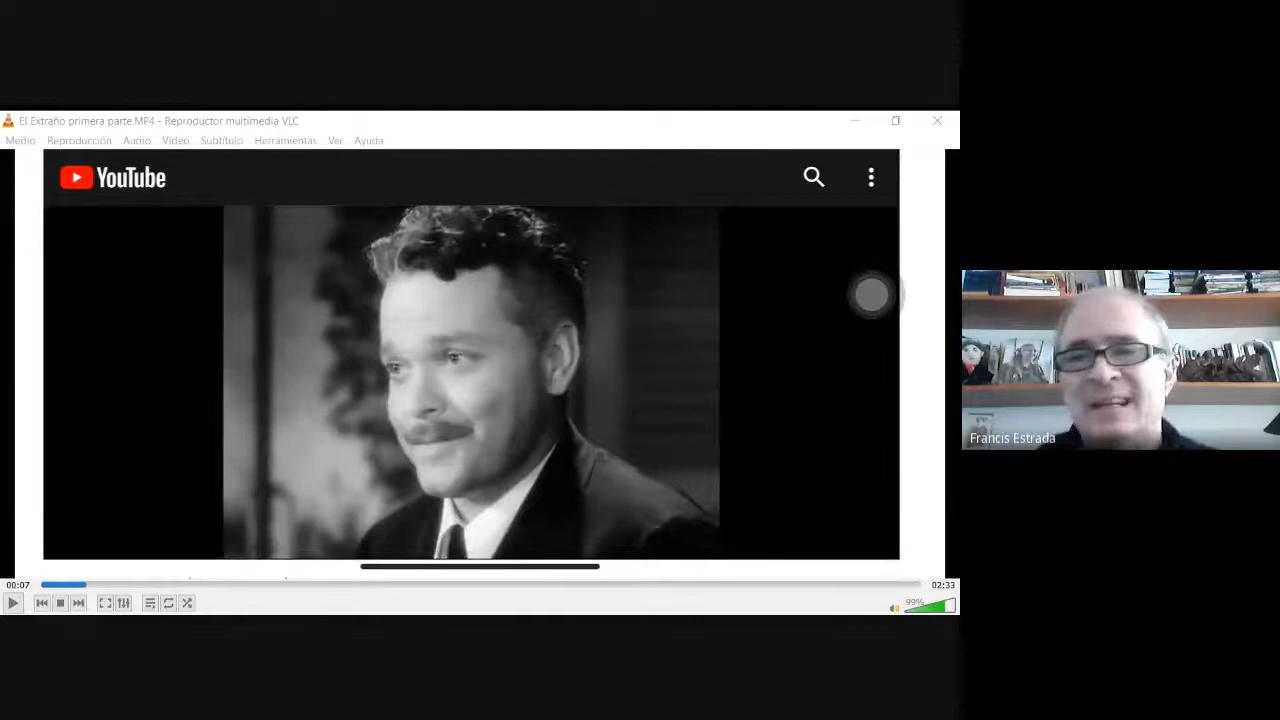 El Extraño primera parte.MP4 - Reproductor multimedia VLC
Medio Reproducción Audio Vídeo Subtítulo Herramientas Ver Ayuda
YouTube
Francis Estrada
00:07
02:33
99%